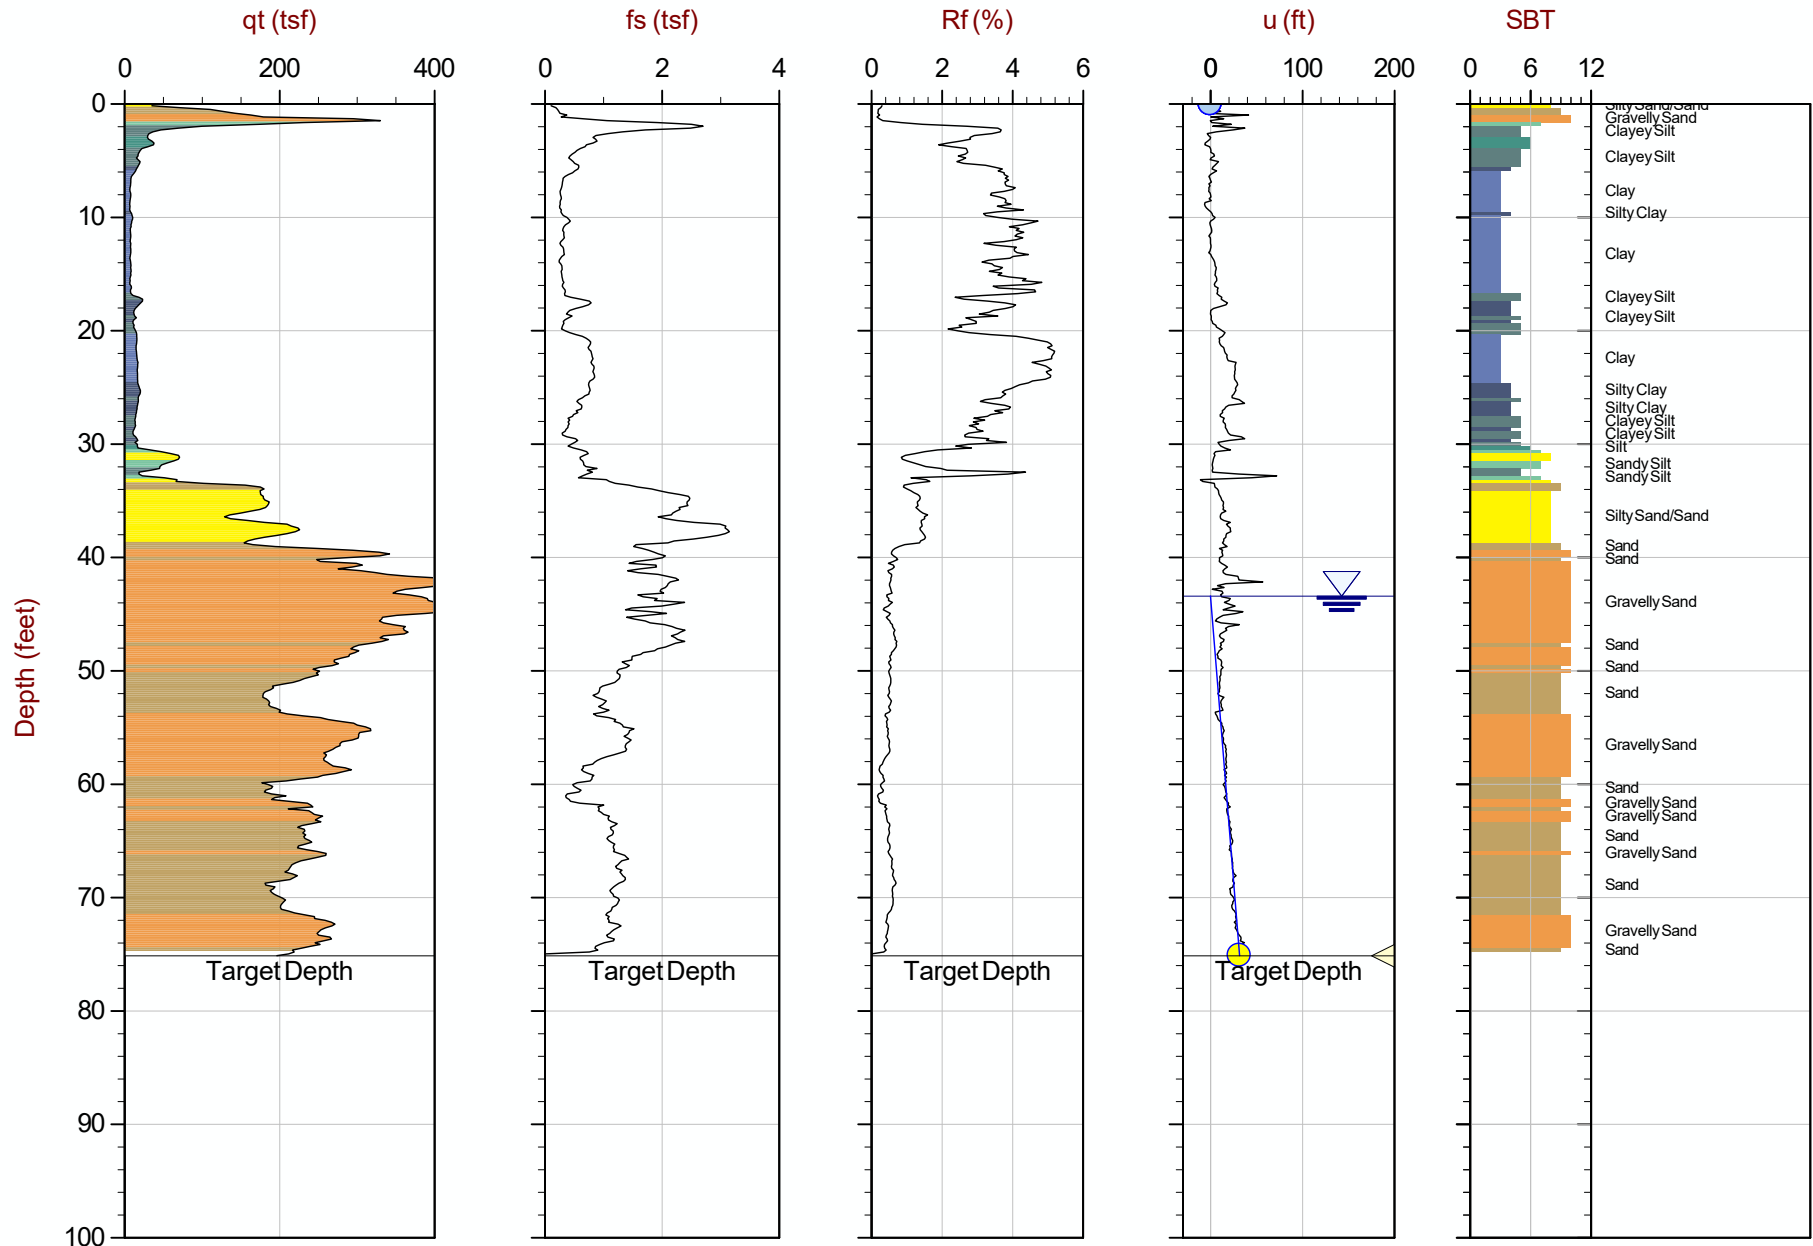 qt (tsf) fs (tsf) Rf (%) u (ft) SBT
0 200 400 0 2 4 0 2 4 6 0 100 200 0 6 12
0
10
20
30
40
50
60
70
80
90
100
Depth (feet)
Silty Sand/Sand
Gravelly Sand
Clayey Silt
Clayey Silt
Clay
Silty Clay
Clay
Clayey Silt
Clayey Silt
Clay
Silty Clay
Silty Clay
Clayey Silt
Clayey Silt
Silt
Sandy Silt
Sandy Silt
Silty Sand/Sand
Sand
Sand
Gravelly Sand
Sand
Sand
Sand
Gravelly Sand
Sand
Gravelly Sand
Gravelly Sand
Sand
Gravelly Sand
Sand
Gravelly Sand
Sand
Target Depth Target Depth Target Depth Target Depth